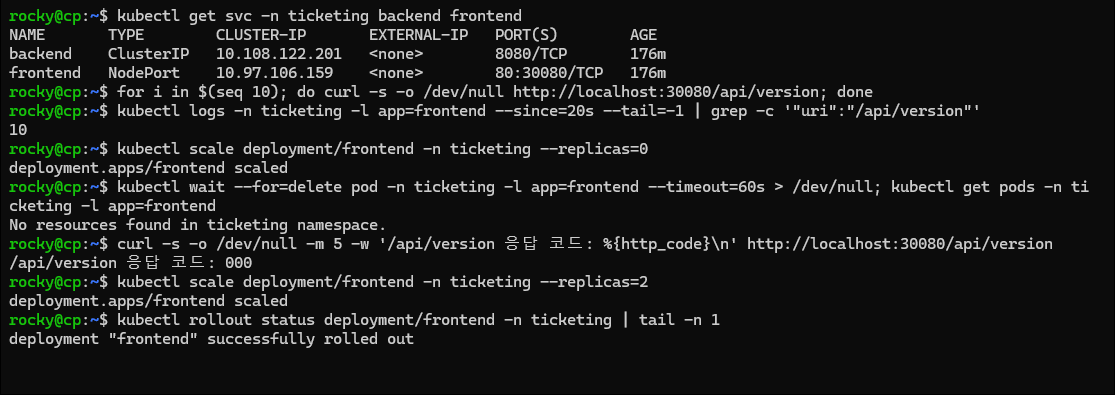 rocky@cp:~$ kubectl get svc -n ticketing backend frontend
NAME       TYPE        CLUSTER-IP       EXTERNAL-IP   PORT(S)        AGE
backend    ClusterIP   10.108.122.201   <none>        8080/TCP       176m
frontend   NodePort    10.97.106.159    <none>        80:30080/TCP   176m
rocky@cp:~$ for i in $(seq 10); do curl -s -o /dev/null http://localhost:30080/api/version; done
rocky@cp:~$ kubectl logs -n ticketing -l app=frontend --since=20s --tail=-1 | grep -c '"uri":"/api/version"'
10
rocky@cp:~$ kubectl scale deployment/frontend -n ticketing --replicas=0
deployment.apps/frontend scaled
rocky@cp:~$ kubectl wait --for=delete pod -n ticketing -l app=frontend --timeout=60s > /dev/null; kubectl get pods -n ti
cketing -l app=frontend
No resources found in ticketing namespace.
rocky@cp:~$ curl -s -o /dev/null -m 5 -w '/api/version 응답 코드: %{http_code}\n' http://localhost:30080/api/version
/api/version 응답 코드: 000
rocky@cp:~$ kubectl scale deployment/frontend -n ticketing --replicas=2
deployment.apps/frontend scaled
rocky@cp:~$ kubectl rollout status deployment/frontend -n ticketing | tail -n 1
deployment "frontend" successfully rolled out